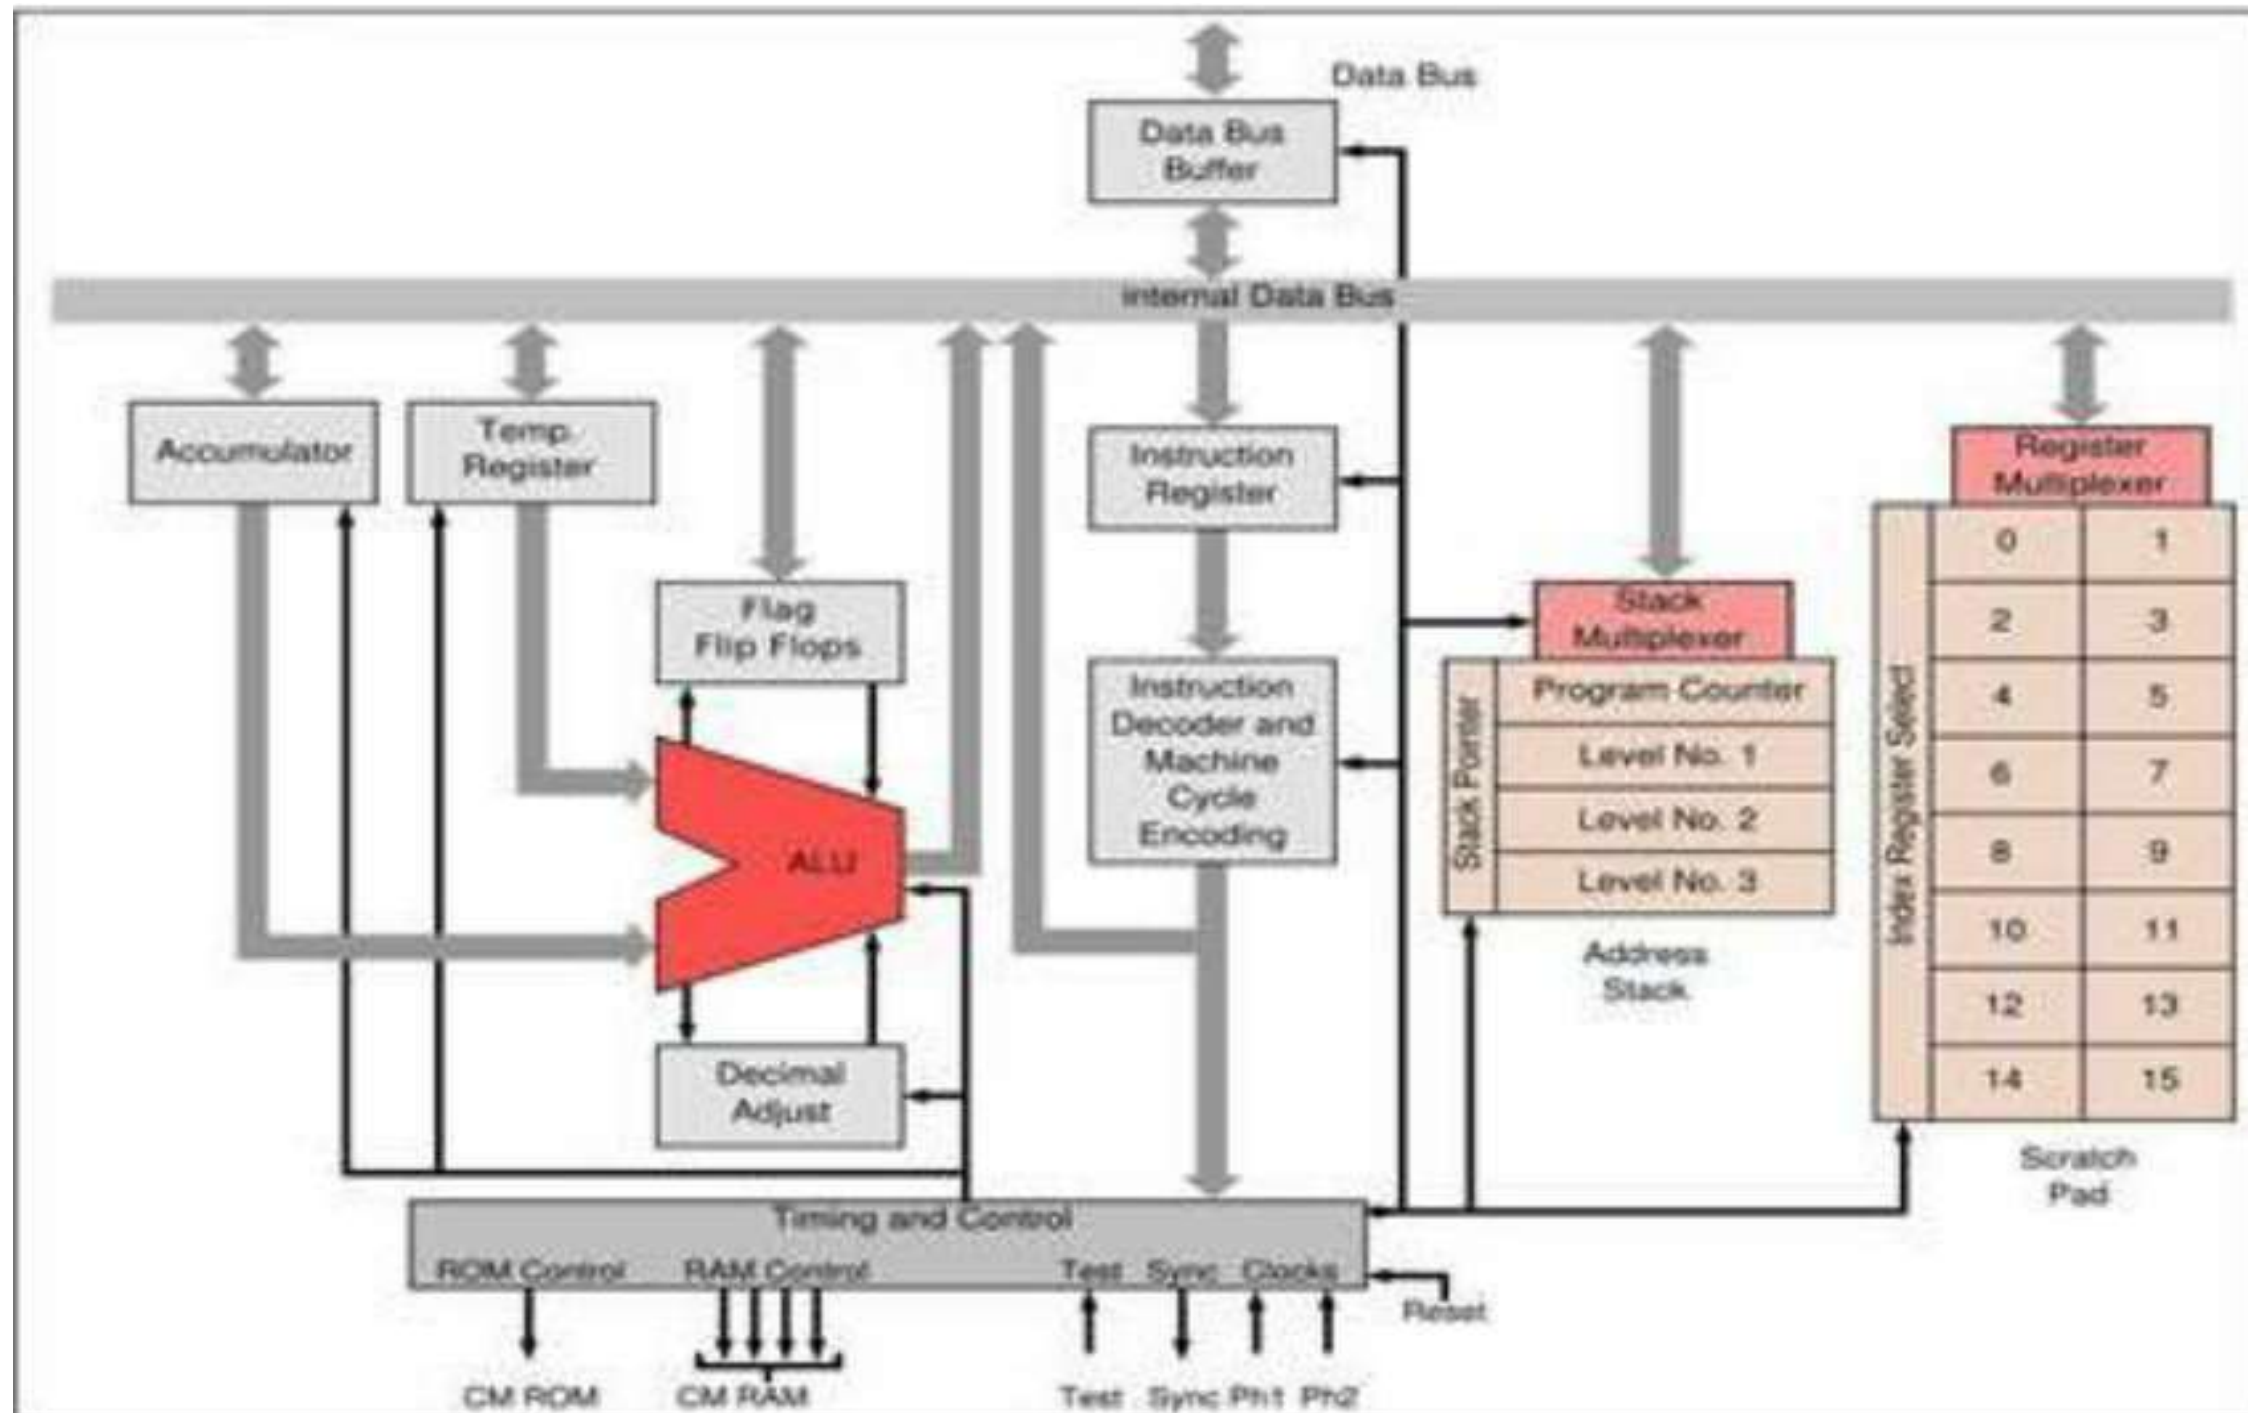 Data Bus
Data Bus
Buffer
internal Data Bus
Accumulator
Temp.
Register
Flag
Flip Flops
ALU
Decimal
Adjust
Instruction
Register
Instruction
Decoder and
Machine
Cycle
Encoding
Stack
Multiplexer
Stack Pointer
Program Counter
Level No. 1
Level No. 2
Level No. 3
Address
Stack
Register
Multiplexer
Index Register Select
0 1
2 3
4 5
6 7
8 9
10 11
12 13
14 15
Scratch
Pad
Timing and Control
ROM Control RAM Control Test Sync Clocks
Reset
CM ROM CM RAM Test Sync Ph1 Ph2